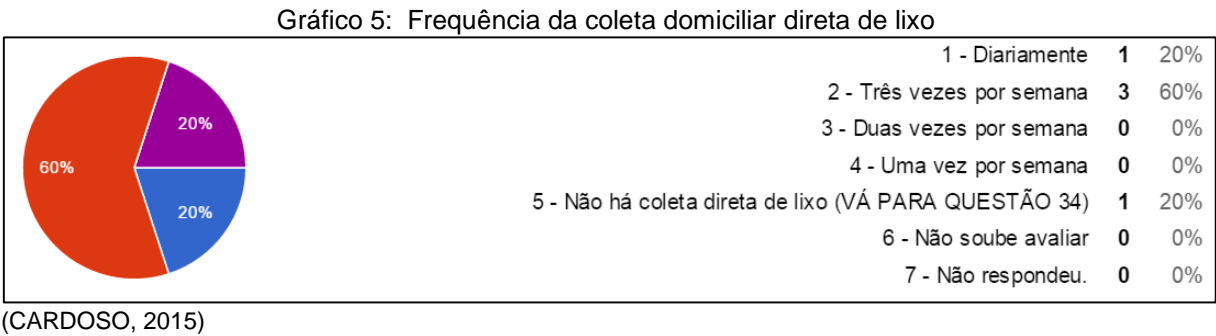 Gráfico 5: Frequência da coleta domiciliar direta de lixo
20%
60%
20%
1 - Diariamente 1 20%
2 - Três vezes por semana 3 60%
3 - Duas vezes por semana 0 0%
4 - Uma vez por semana 0 0%
5 - Não há coleta direta de lixo (VÁ PARA QUESTÃO 34) 1 20%
6 - Não soube avaliar 0 0%
7 - Não respondeu. 0 0%
(CARDOSO, 2015)